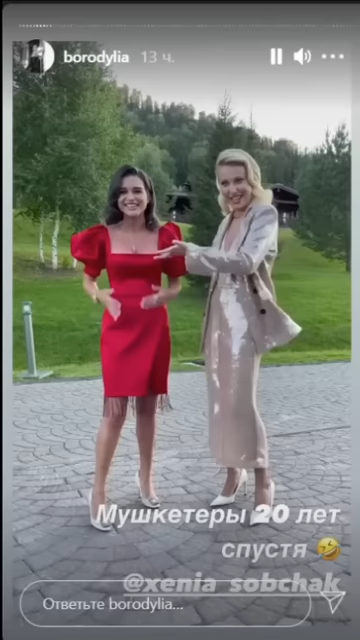 borodylia 13 ч.
Мушкетеры 20 лет
спустя 🤣
@xenia_sobchak
Ответьте borodylia...